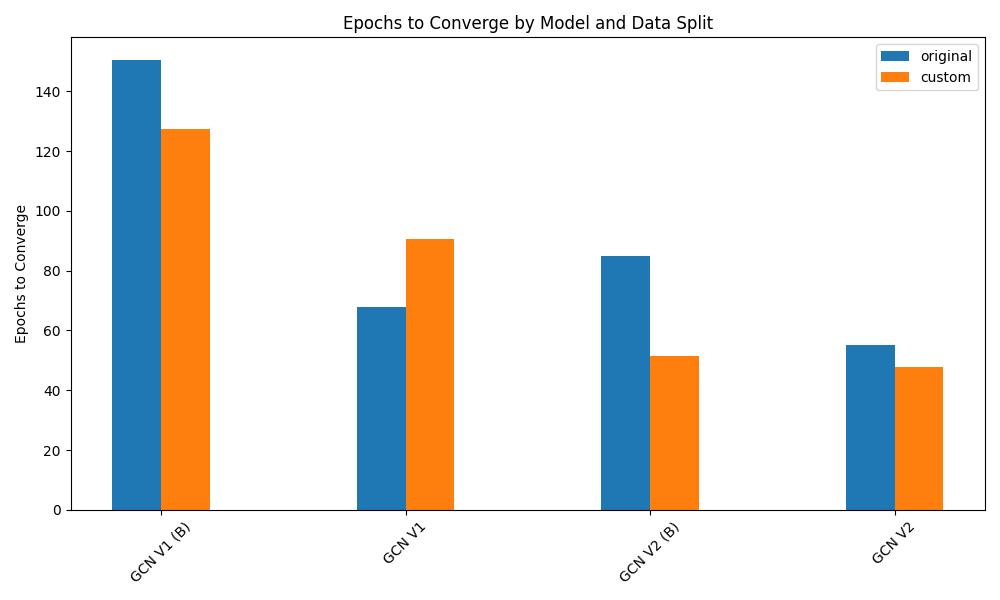 Epochs to Converge by Model and Data Split
original
custom
Epochs to Converge
140
120
100
80
60
40
20
0
GCN V1 (B)
GCN V1
GCN V2 (B)
GCN V2